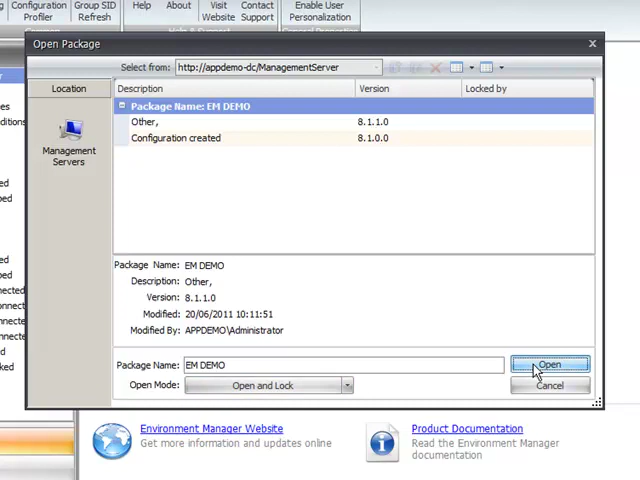 Configuration
Profiler
Group SID
Refresh
Help
About
Visit
Website
Contact
Support
Enable User
Personalization
Open Package
Select from: http://appdemo-dc/ManagementServer
Location
Description Version Locked by
Package Name: EM DEMO
Other, 8.1.1.0
Configuration created 8.1.0.0
Management
Servers
Package Name: EM DEMO
Description: Other,
Version: 8.1.1.0
Modified: 20/06/2011 10:11:51
Modified By: APPDEMO\Administrator
Package Name: EM DEMO
Open
Open Mode: Open and Lock
Cancel
Environment Manager Website
Get more information and updates online
Product Documentation
Read the Environment Manager
documentation